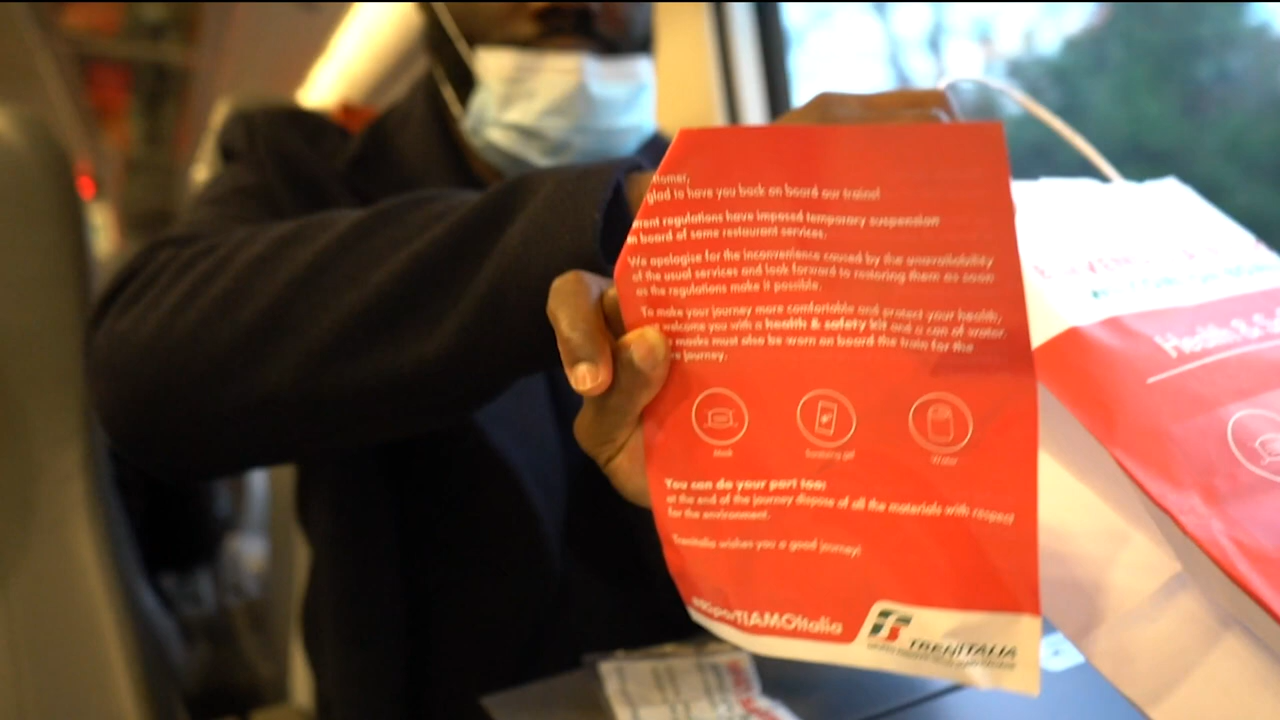 glad to have you back on board our trains!
regulations have imposed temporary suspension
board of some restaurant services.
We apologise for the inconvenience caused by the unavailability
of the usual services and look forward to restoring them as soon
as the regulations make it possible.
To make your journey more comfortable and protect your health,
welcome you with a health & safety kit and a can of water.
masks must also be worn on board the train for the
journey.
Mask Sanitising gel Water
You can do your part too:
at the end of the journey dispose of all the materials with respect
for the environment.
Trenitalia wishes you a good journey!
#RiparTIAMOitalia
TRENITALIA
Health &